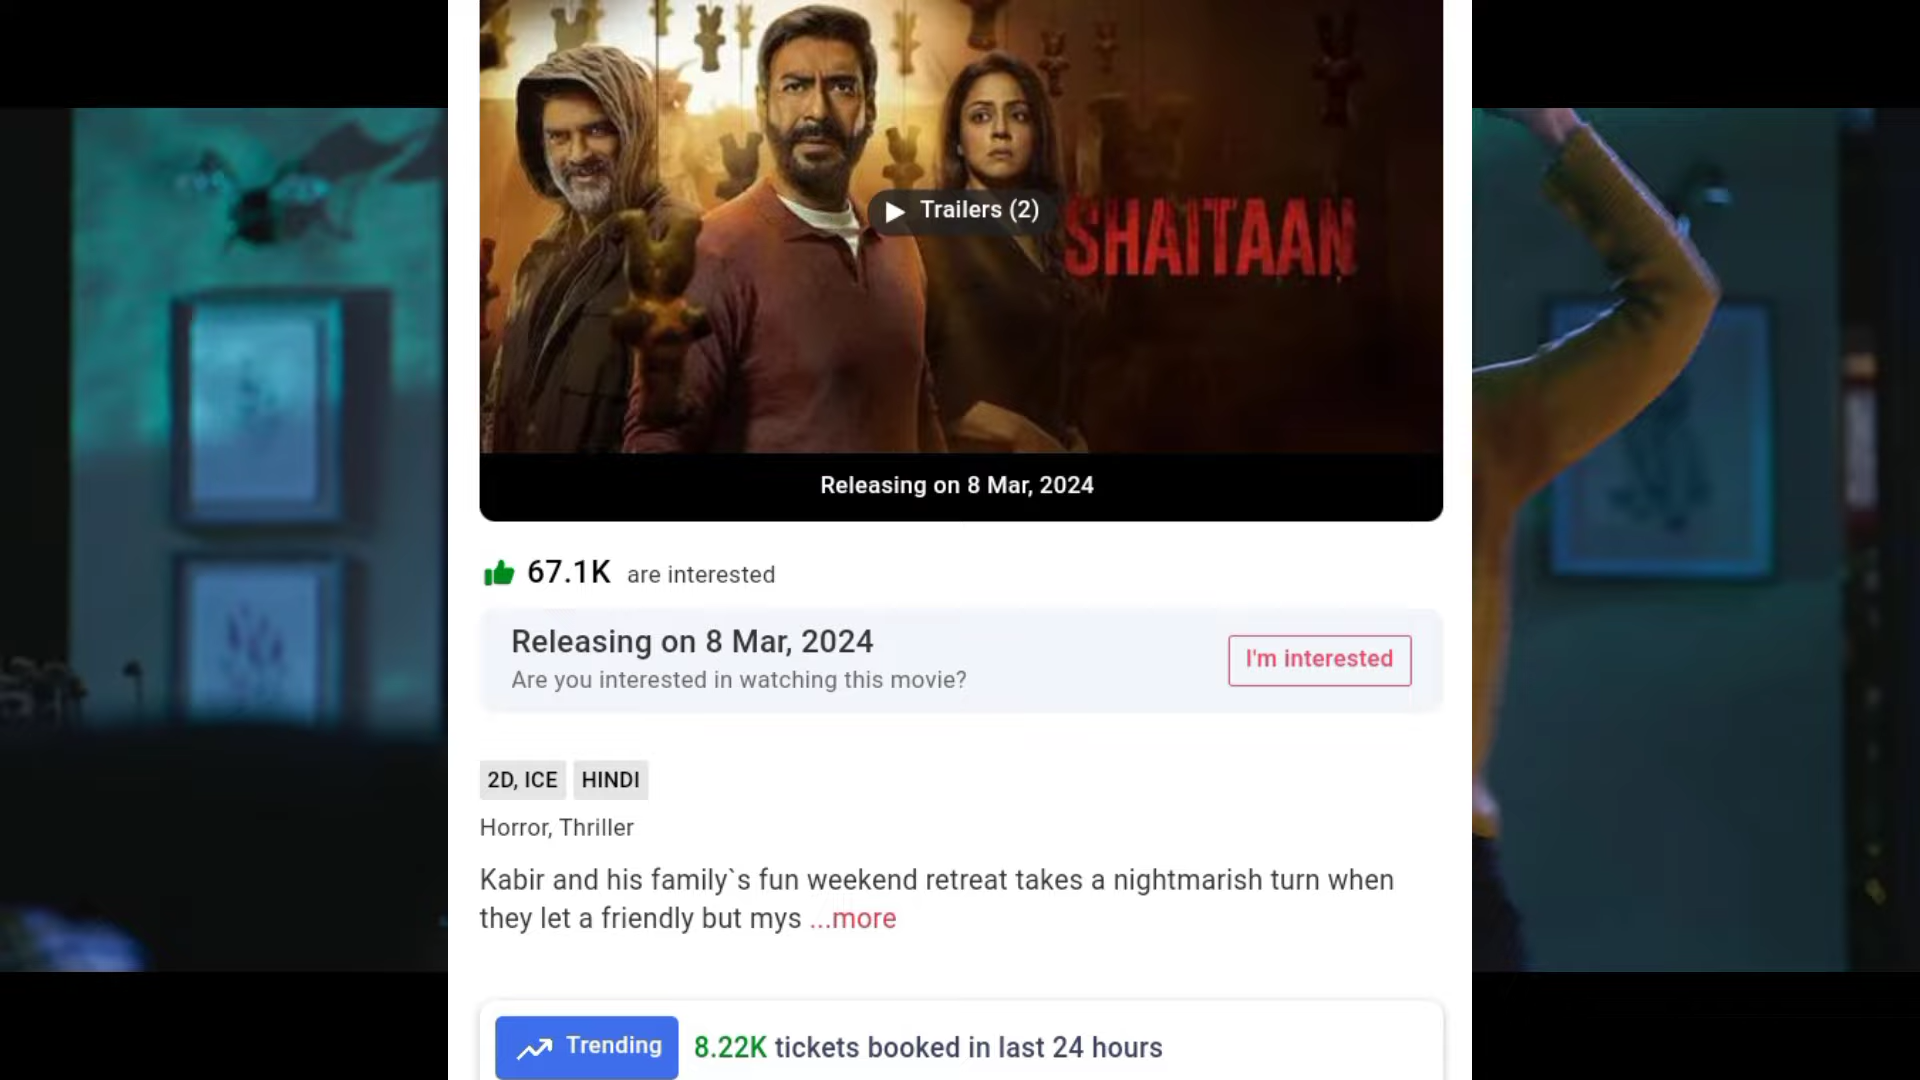 Trailers (2)
SHAITAAN
Releasing on 8 Mar, 2024
67.1K are interested
Releasing on 8 Mar, 2024
Are you interested in watching this movie?
I'm interested
2D, ICE HINDI
Horror, Thriller
Kabir and his family`s fun weekend retreat takes a nightmarish turn when
they let a friendly but mys ...more
Trending 8.22K tickets booked in last 24 hours